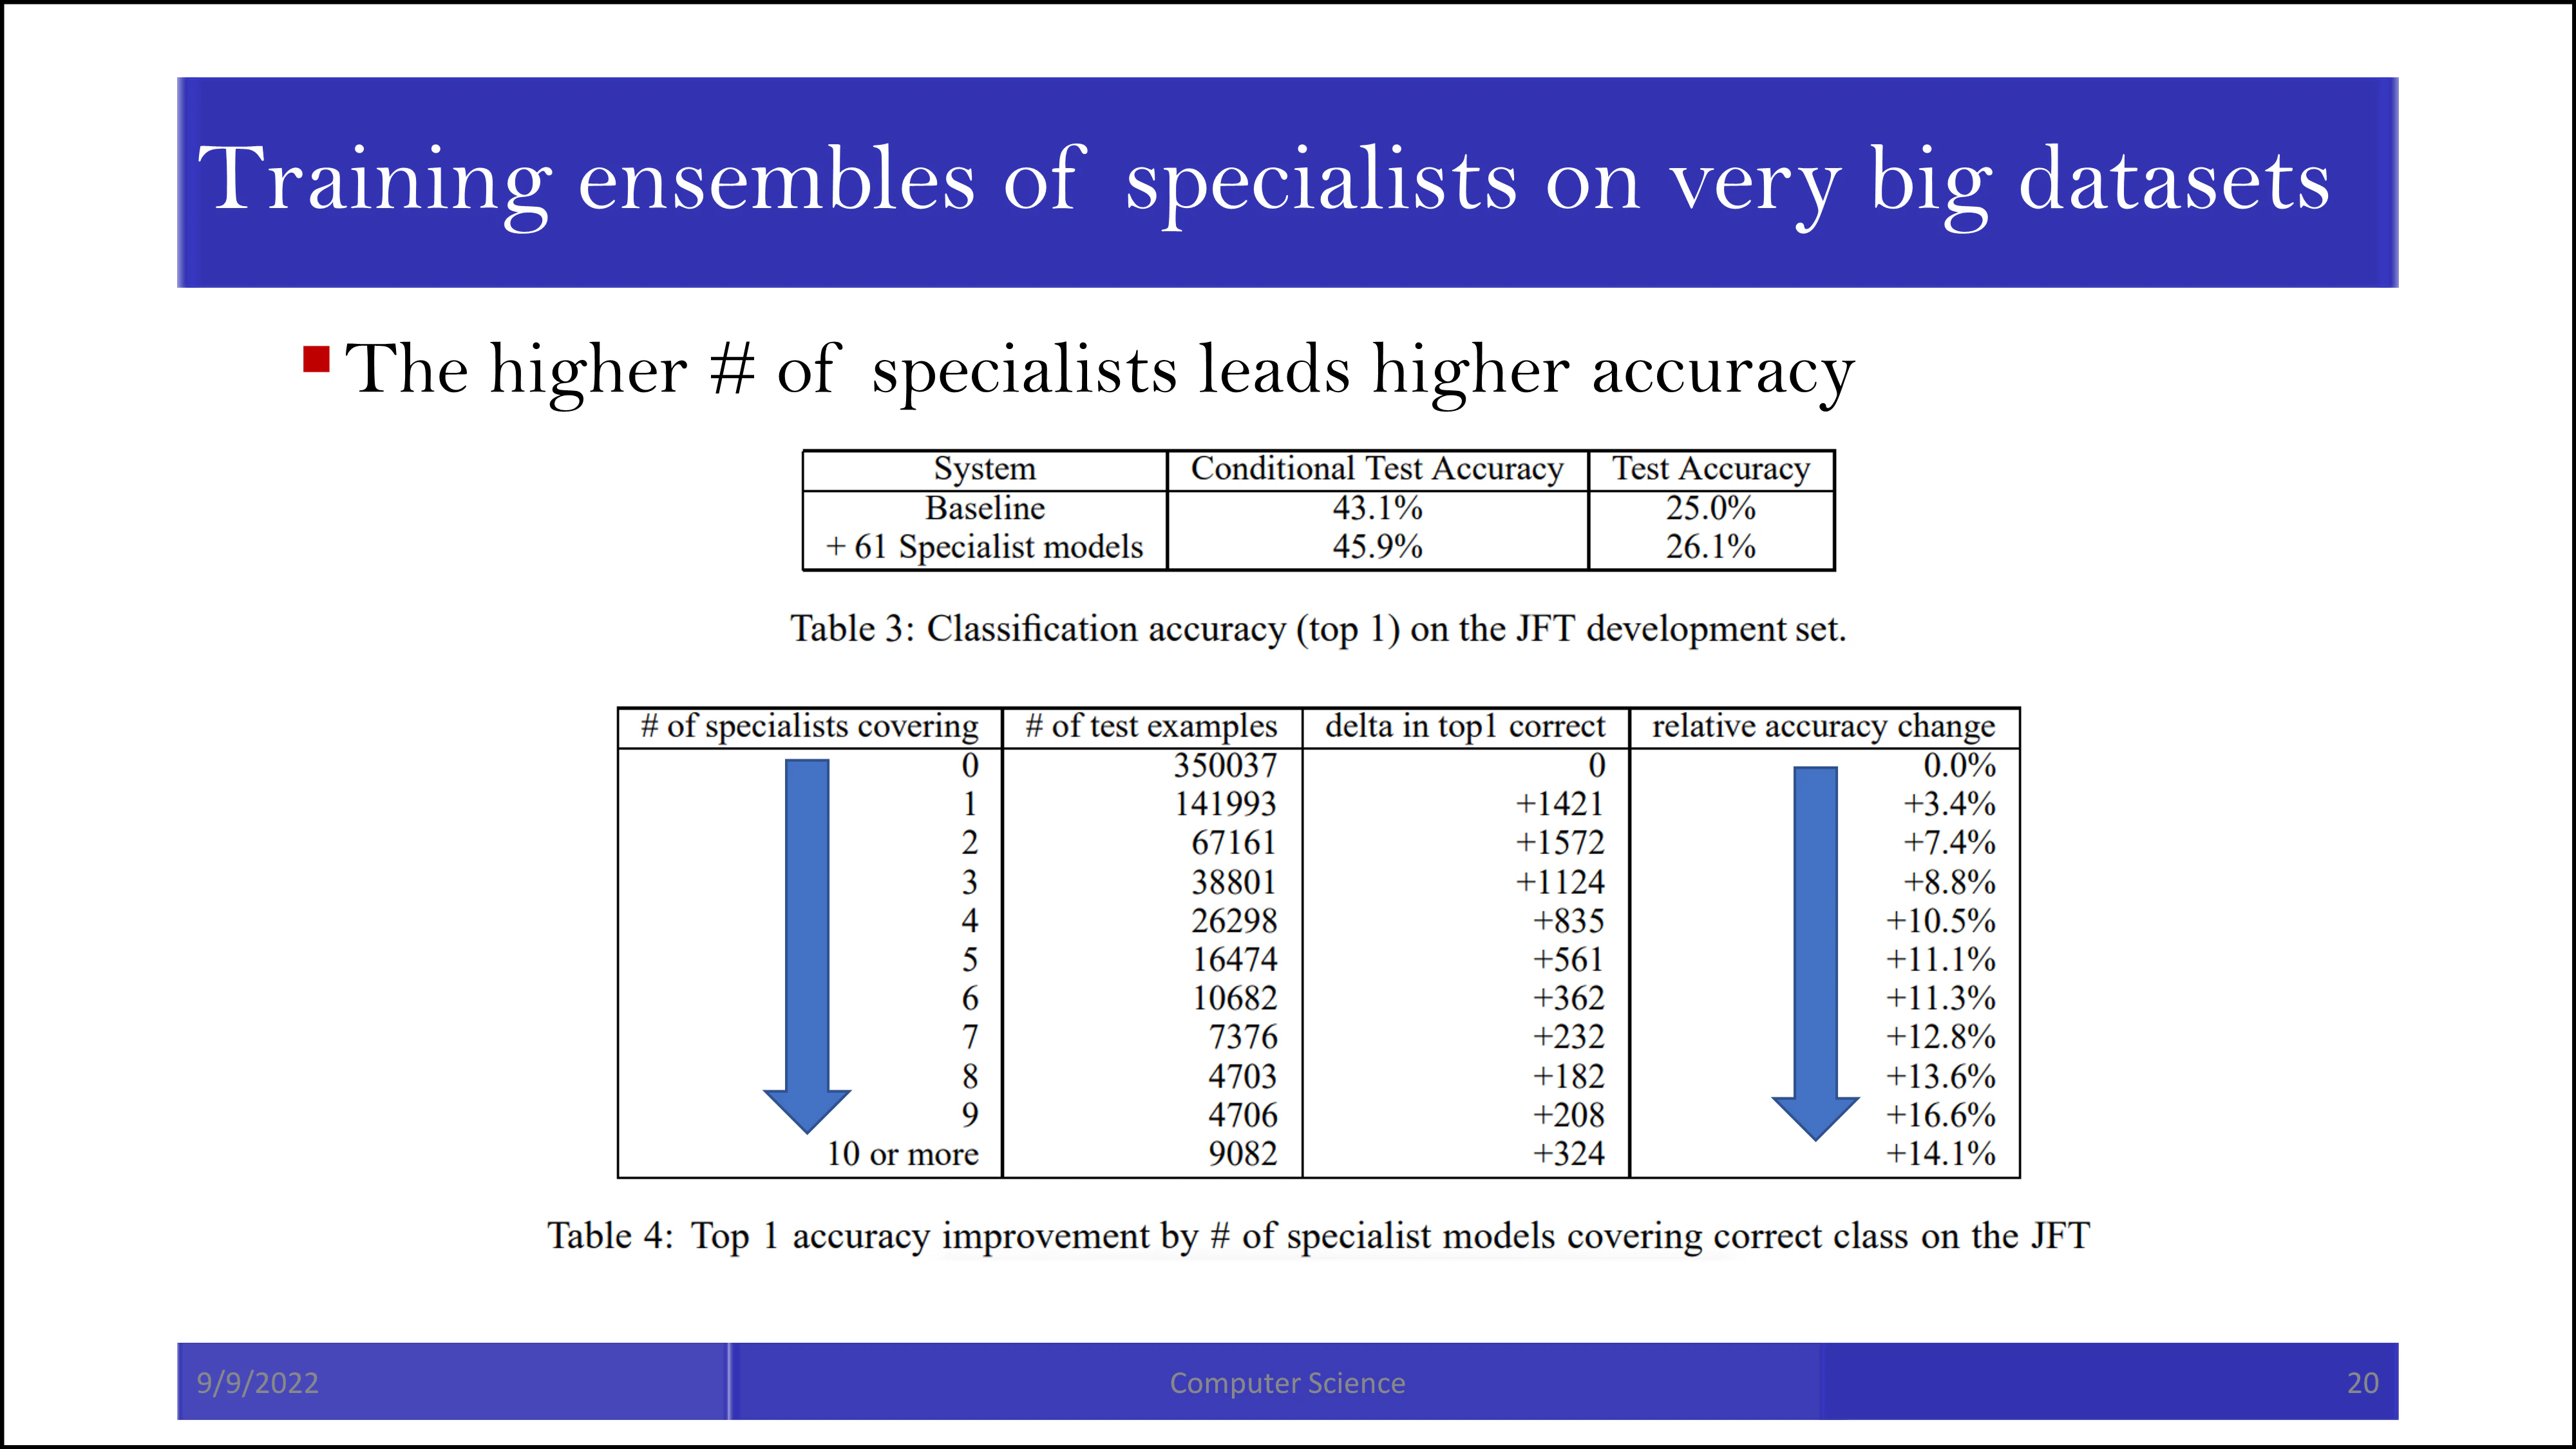 Training ensembles of specialists on very big datasets
The higher # of specialists leads higher accuracy
System Conditional Test Accuracy Test Accuracy
Baseline 43.1% 25.0%
+ 61 Specialist models 45.9% 26.1%
Table 3: Classification accuracy (top 1) on the JFT development set.
# of specialists covering # of test examples delta in top1 correct relative accuracy change
0 350037 0 0.0%
1 141993 +1421 +3.4%
2 67161 +1572 +7.4%
3 38801 +1124 +8.8%
4 26298 +835 +10.5%
5 16474 +561 +11.1%
6 10682 +362 +11.3%
7 7376 +232 +12.8%
8 4703 +182 +13.6%
9 4706 +208 +16.6%
10 or more 9082 +324 +14.1%
Table 4: Top 1 accuracy improvement by # of specialist models covering correct class on the JFT
9/9/2022 Computer Science 20